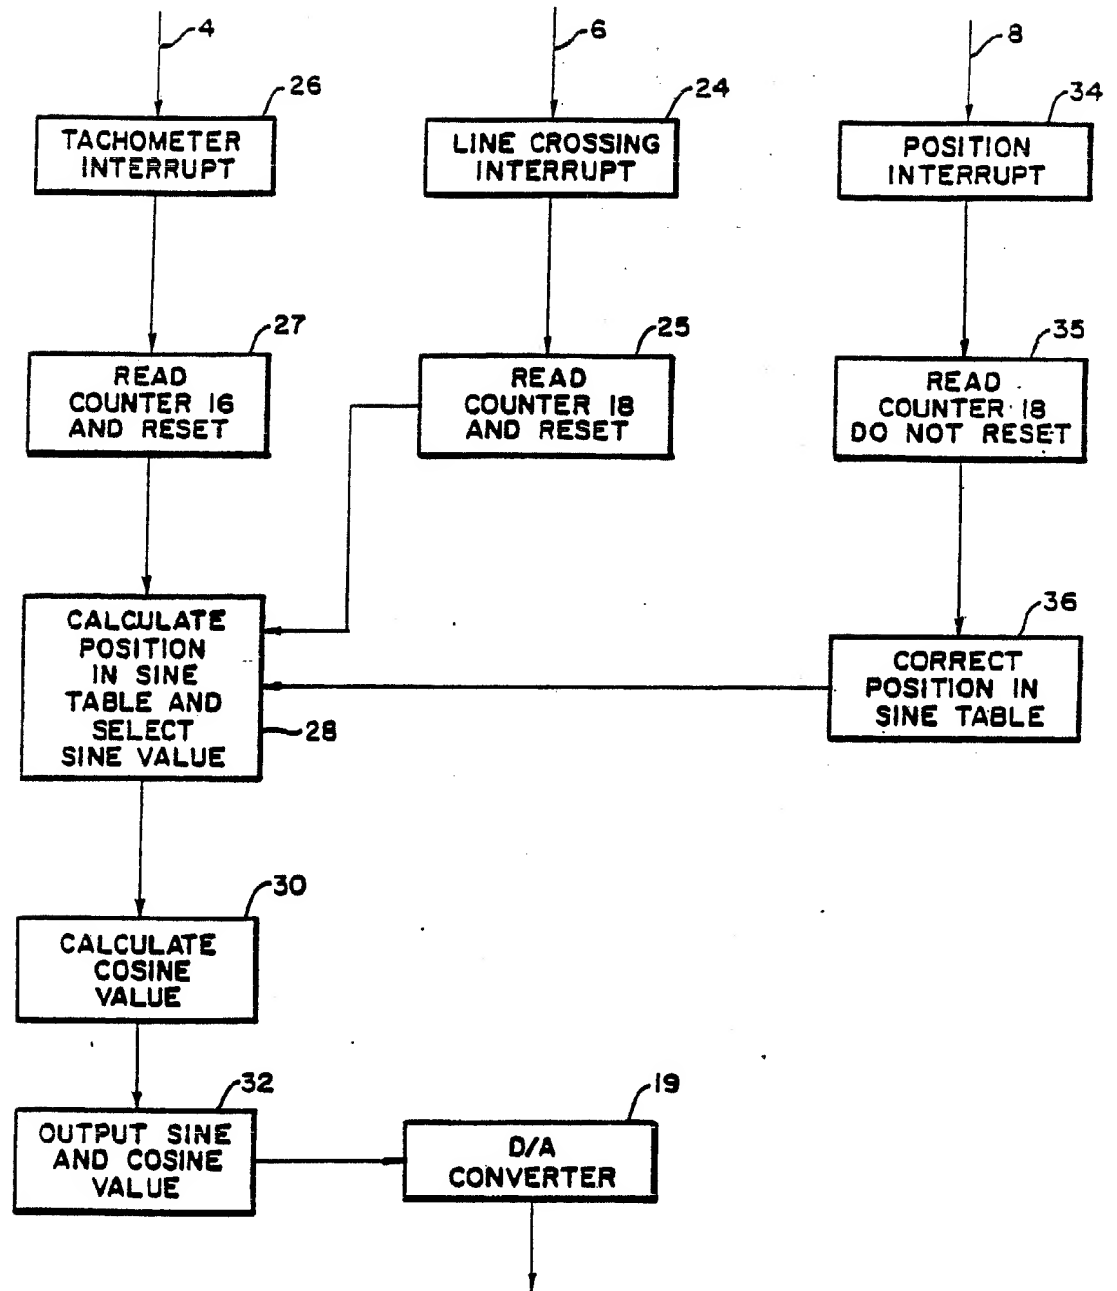 4
6
8
26
24
34
TACHOMETER
INTERRUPT
LINE CROSSING
INTERRUPT
POSITION
INTERRUPT
27
25
35
READ
COUNTER 16
AND RESET
READ
COUNTER 18
AND RESET
READ
COUNTER 18
DO NOT RESET
CALCULATE
POSITION
IN SINE
TABLE AND
SELECT
SINE VALUE
28
36
CORRECT
POSITION IN
SINE TABLE
30
CALCULATE
COSINE
VALUE
32
19
OUTPUT SINE
AND COSINE
VALUE
D/A
CONVERTER